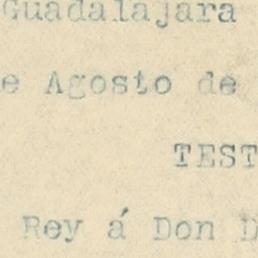 Guadalajara
e Agosto de
TEST
Rey á Don D